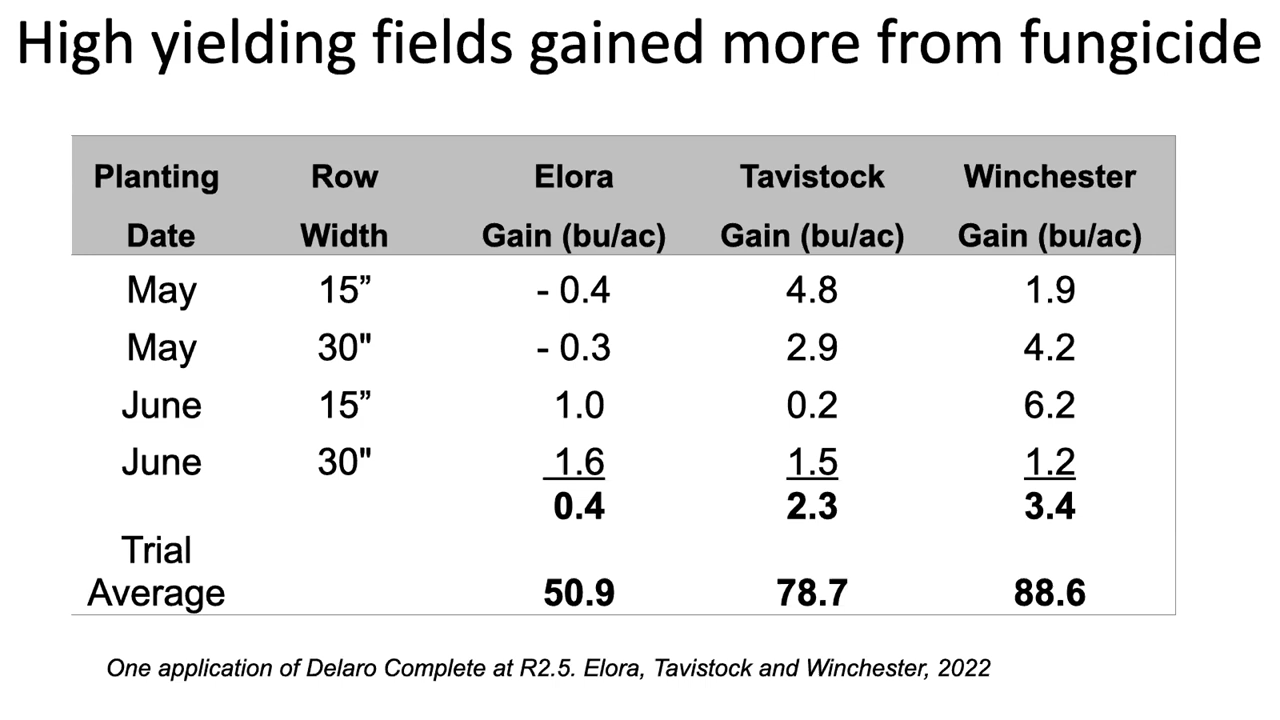 High yielding fields gained more from fungicide
Planting Row Elora Tavistock Winchester
Date Width Gain (bu/ac) Gain (bu/ac) Gain (bu/ac)
May 15” - 0.4 4.8 1.9
May 30" - 0.3 2.9 4.2
June 15” 1.0 0.2 6.2
June 30" 1.6 1.5 1.2
0.4 2.3 3.4
Trial
Average 50.9 78.7 88.6
One application of Delaro Complete at R2.5. Elora, Tavistock and Winchester, 2022